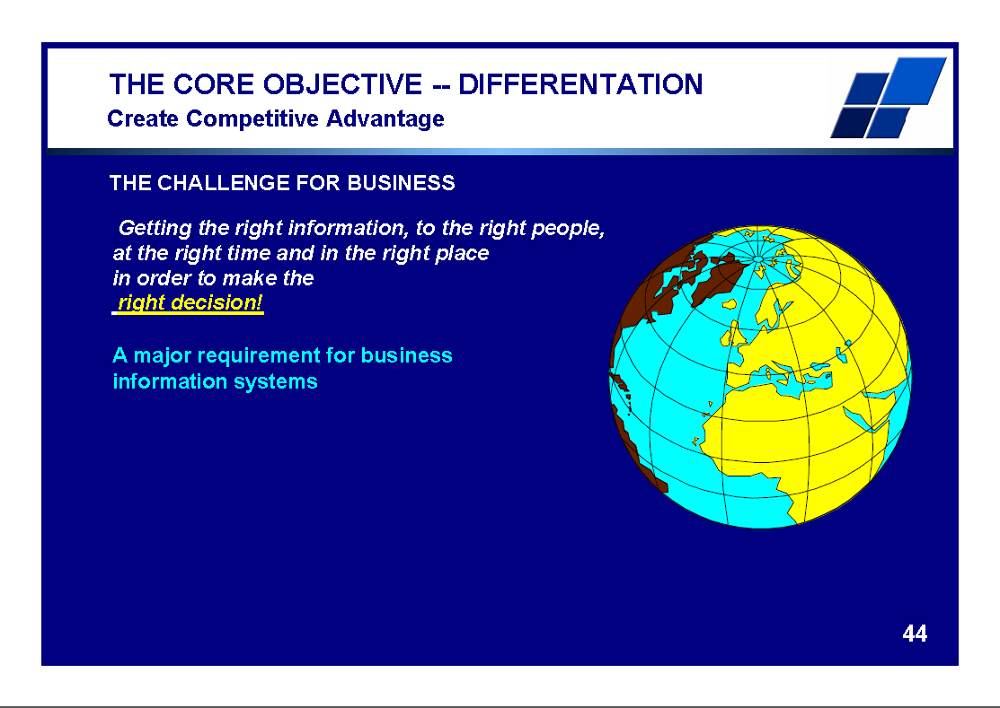 THE CORE OBJECTIVE -- DIFFERENTATION
Create Competitive Advantage
THE CHALLENGE FOR BUSINESS
Getting the right information, to the right people,
at the right time and in the right place
in order to make the
right decision!
A major requirement for business
information systems
44